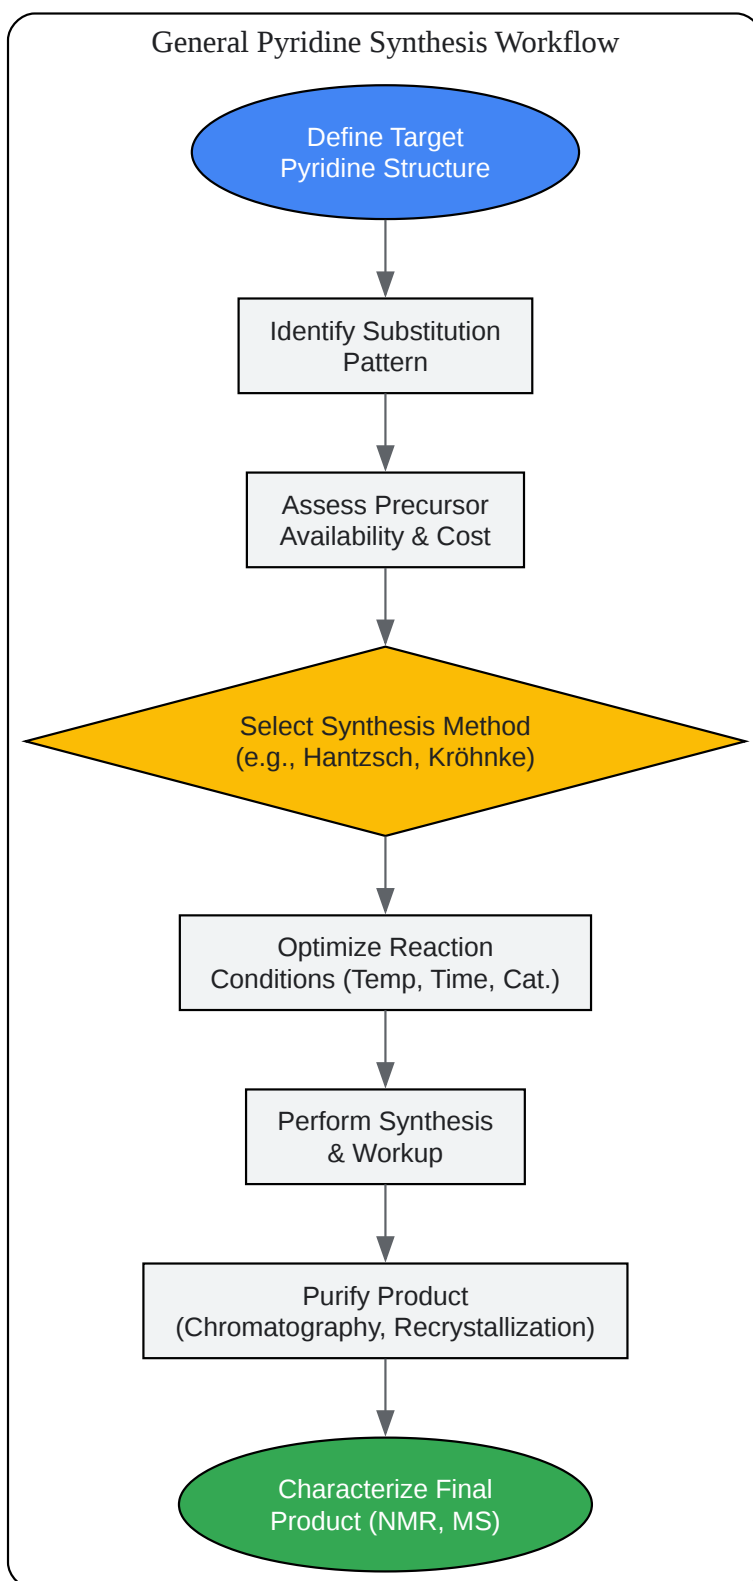 General Pyridine Synthesis Workflow
Define Target
Pyridine Structure
Identify Substitution
Pattern
Assess Precursor
Availability & Cost
Select Synthesis Method
(e.g., Hantzsch, Kröhnke)
Optimize Reaction
Conditions (Temp, Time, Cat.)
Perform Synthesis
& Workup
Purify Product
(Chromatography, Recrystallization)
Characterize Final
Product (NMR, MS)